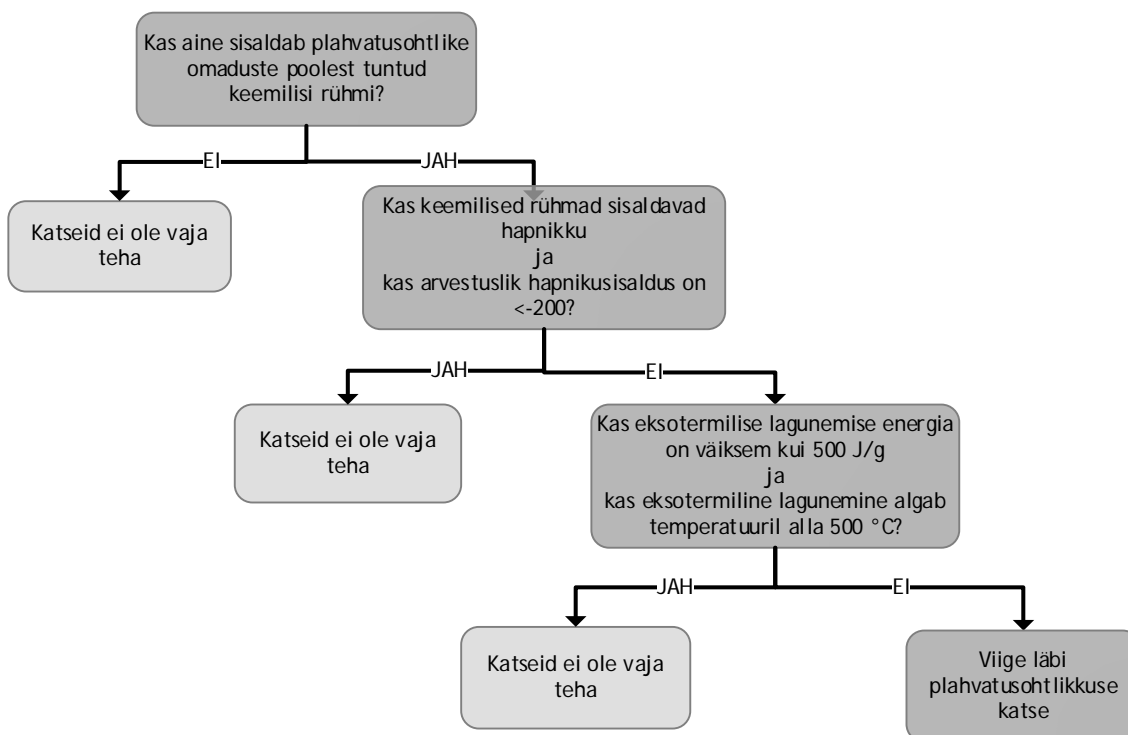 Kas aine sisaldab plahvatusohtlike
omaduste poolest tuntud
keemilisi rühmi?
EI
JAH
Katseid ei ole vaja
teha
Kas keemilised rühmad sisaldavad
hapnikku
ja
kas arvestuslik hapnikusisaldus on
<-200?
JAH
EI
Katseid ei ole vaja
teha
Kas eksotermilise lagunemise energia
on väiksem kui 500 J/g
ja
kas eksotermiline lagunemine algab
temperatuuril alla 500 °C?
JAH
EI
Katseid ei ole vaja
teha
Viige läbi
plahvatusohtlikkuse
katse